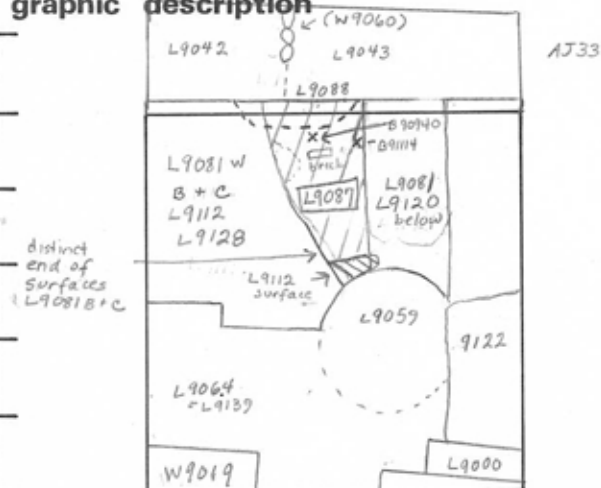 graphic description
(W9060)
L9042
L9043
AJ33
L9088
B90940
B91114
brick
L9081 W
B + C
L9112
L9128
L9087
L9081
L9120
below
distinct
end of
surfaces
L9081B+C
L9112
surface
L9059
9122
L9064
L9139
W9019
L9000